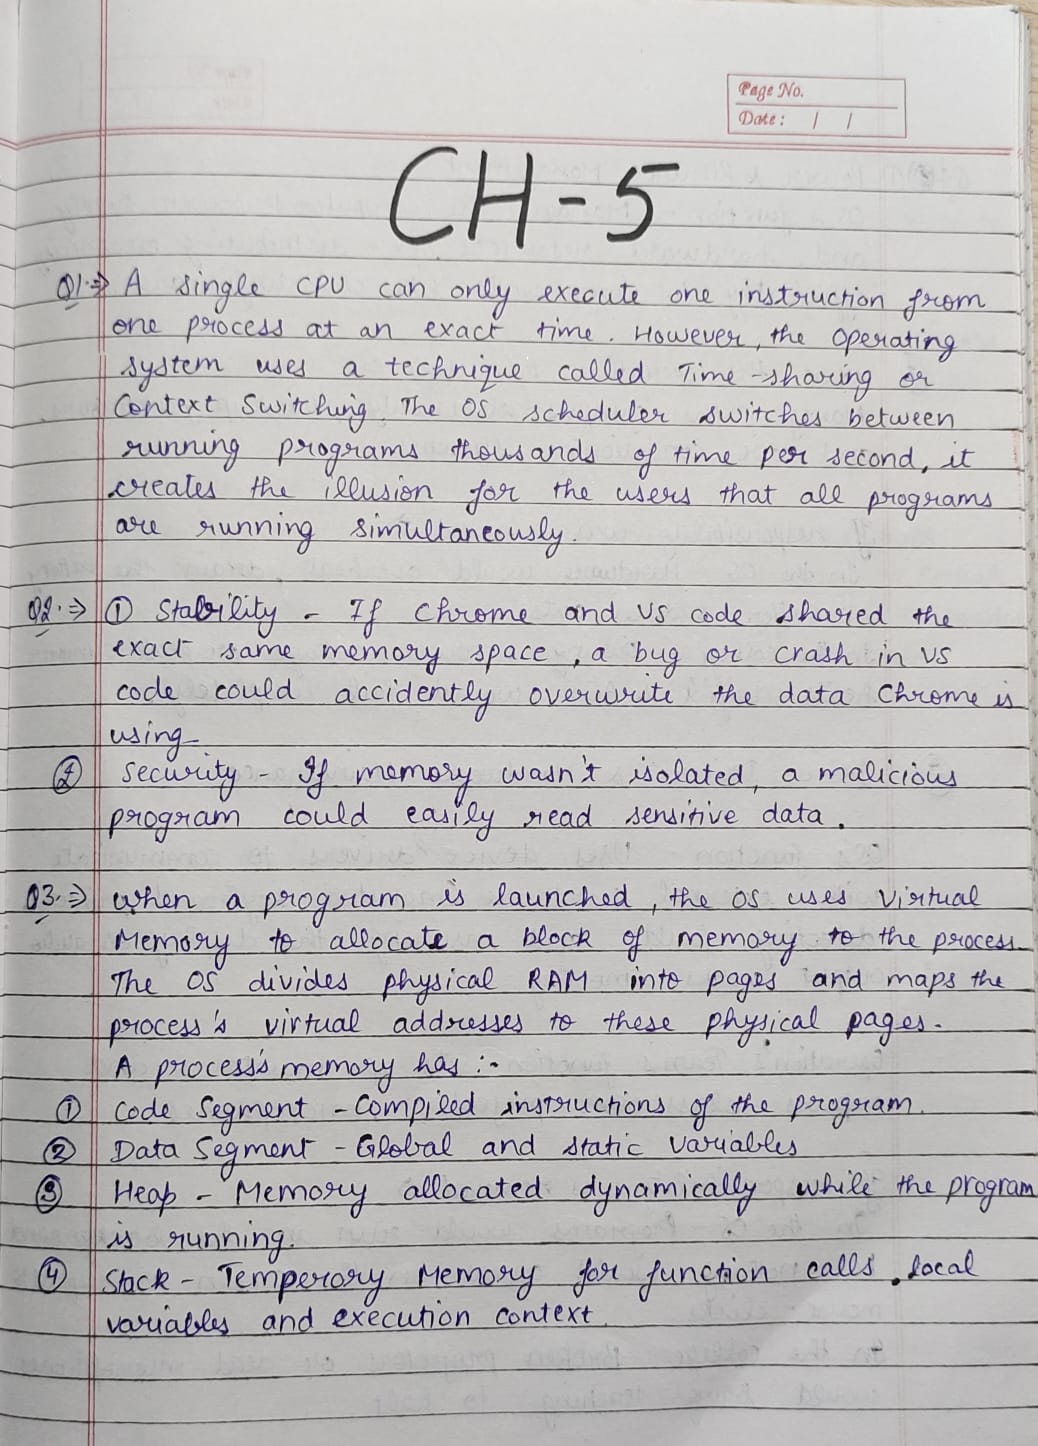 Page No.
Date: / /
CH-5
Q1.⇒ A single CPU can only execute one instruction from
one process at an exact time. However, the Operating
system uses a technique called Time-sharing or
Context Switching. The OS scheduler switches between
running programs thousands of time per second, it
creates the illusion for the users that all programs
are running simultaneously.
Q2.⇒ ① Stability - If Chrome and VS code shared the
exact same memory space, a bug or crash in VS
code could accidently overwrite the data Chrome is
using.
② Security - If memory wasn't isolated, a malicious
program could easily read sensitive data.
Q3.⇒ When a program is launched, the OS uses Virtual
Memory to allocate a block of memory to the process.
The OS divides physical RAM into pages and maps the
process's virtual addresses to these physical pages.
A process's memory has :-
① Code Segment - Compiled instructions of the program.
② Data Segment - Global and static variables
③ Heap - Memory allocated dynamically while the program
is running.
④ Stack - Temperory Memory for function calls, local
variables and execution context.